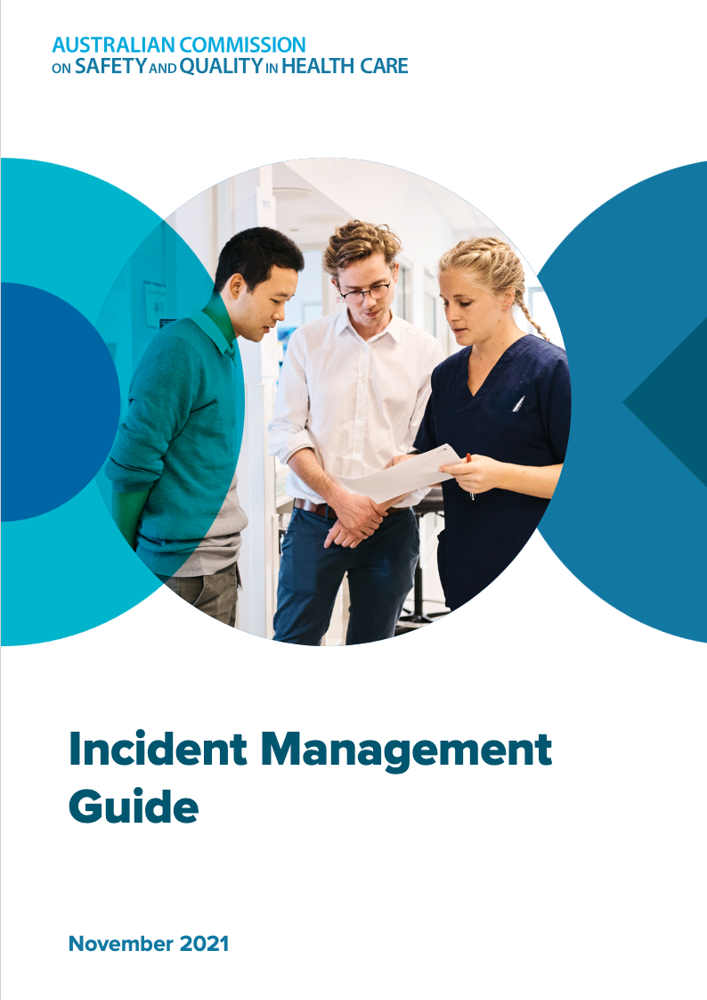 AUSTRALIAN COMMISSION
ON SAFETY AND QUALITY IN HEALTH CARE
Incident Management
Guide
November 2021